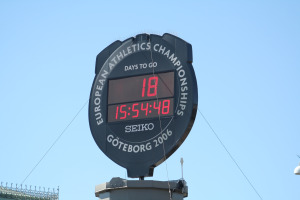 EUROPEAN ATHLETICS CHAMPIONSHIPS
DAYS TO GO
18
15:54:48
SEIKO
GÖTEBORG 2006